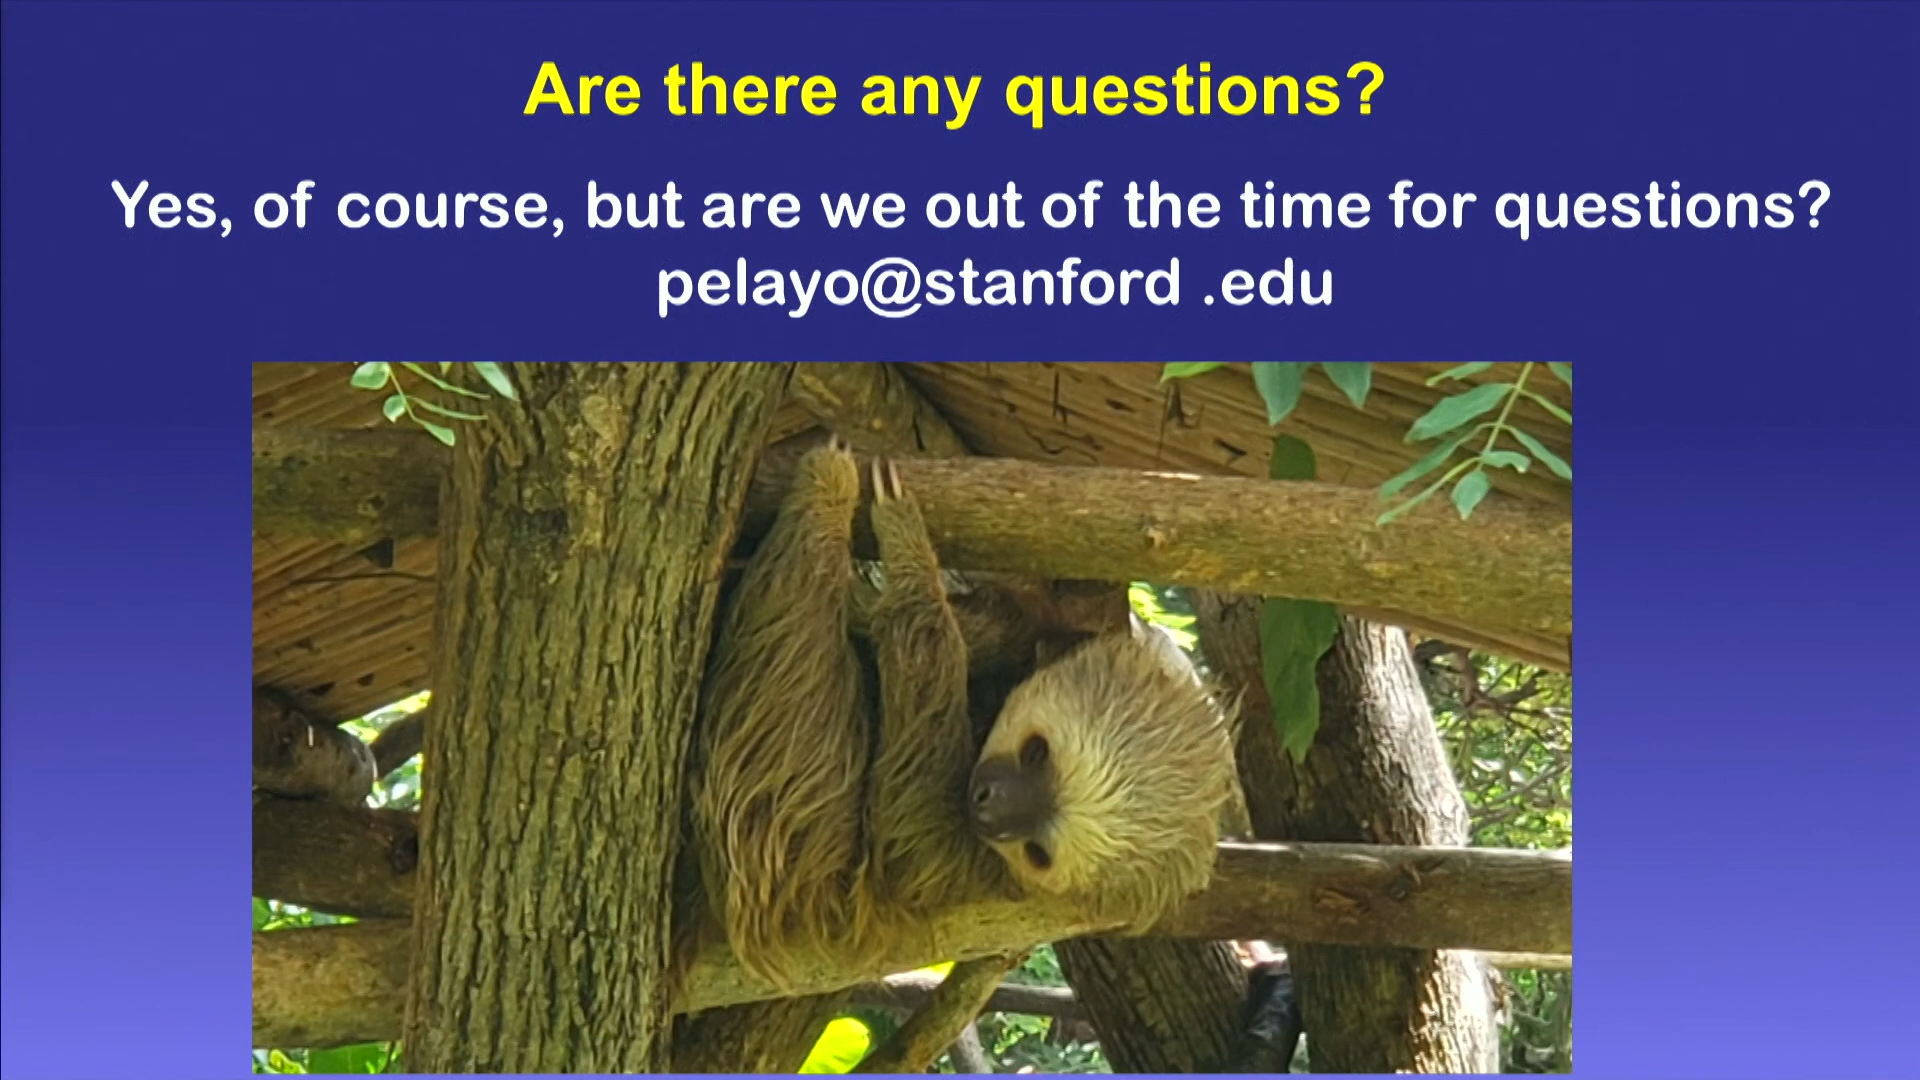 Are there any questions?
Yes, of course, but are we out of the time for questions?
pelayo@stanford .edu